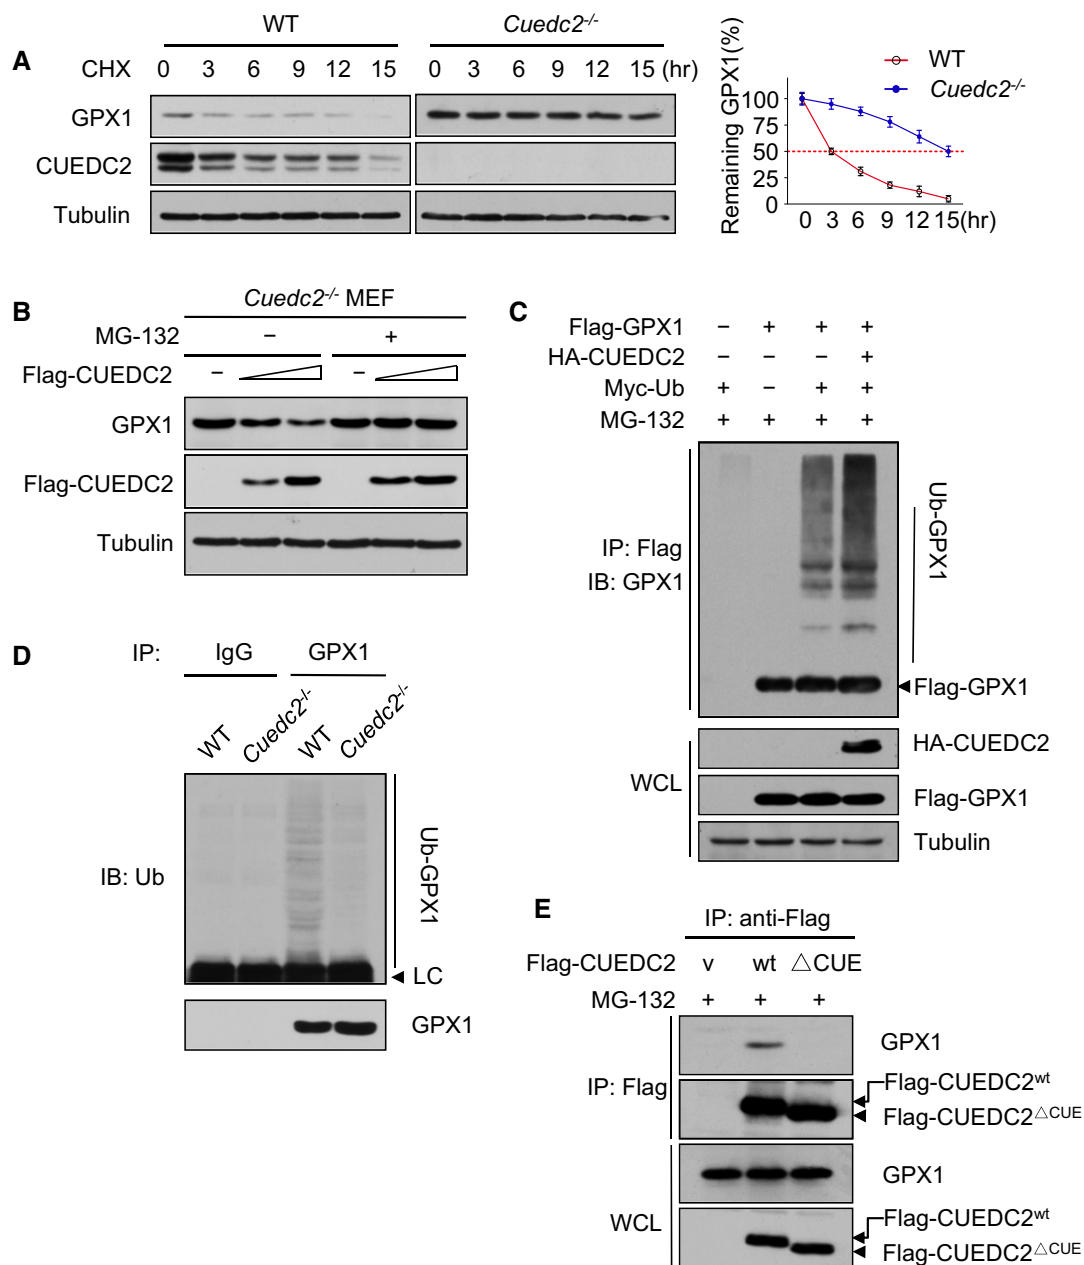 A
WT
Cuedc2-/-
CHX 0 3 6 9 12 15 0 3 6 9 12 15 (hr)
GPX1
CUEDC2
Tubulin
WT
Cuedc2-/-
Remaining GPX1(%)
100
75
50
25
0
0 3 6 9 12 15(hr)
B
Cuedc2-/- MEF
MG-132 − +
Flag-CUEDC2 − −
GPX1
Flag-CUEDC2
Tubulin
C
Flag-GPX1 − + + +
HA-CUEDC2 − − − +
Myc-Ub + − + +
MG-132 + + + +
IP: Flag
IB: GPX1
Ub-GPX1
Flag-GPX1
WCL
HA-CUEDC2
Flag-GPX1
Tubulin
D
IP: IgG GPX1
WT Cuedc2-/- WT Cuedc2-/-
IB: Ub
Ub-GPX1
LC
GPX1
E
IP: anti-Flag
Flag-CUEDC2 v wt △CUE
MG-132 + + +
IP: Flag
GPX1
Flag-CUEDC2wt
Flag-CUEDC2△CUE
WCL
GPX1
Flag-CUEDC2wt
Flag-CUEDC2△CUE